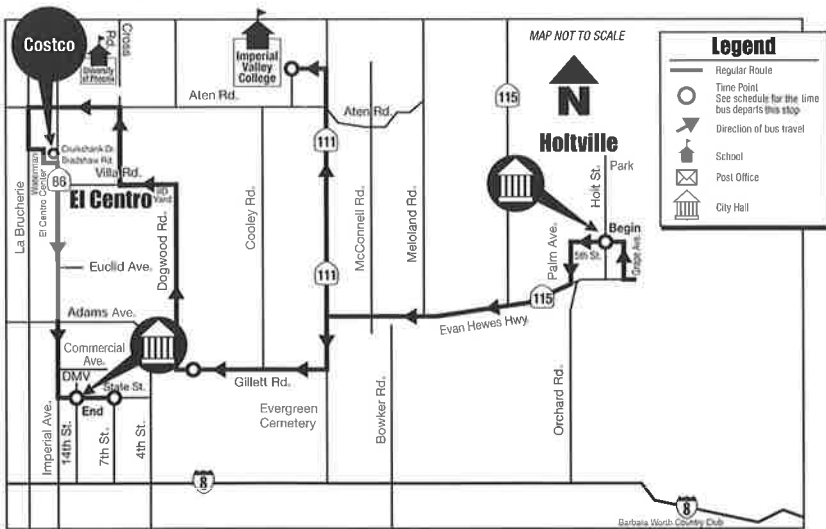 Costco
Cross
Rd.
University
of Phoenix
Imperial
Valley
College
Aten Rd.
Aten Rd.
MAP NOT TO SCALE
N
115
Legend
Regular Route
Time Point
See schedule for the time
bus departs this stop
Direction of bus travel
School
Post Office
City Hall
Holtville
Holt St.
Park
Begin
Grape Ave.
5th St.
Palm Ave.
115
Evan Hewes Hwy.
Orchard Rd.
111
111
Cruikshank Dr
Bradshaw Rd.
Waterman
El Centro Center
86
Villa Rd.
IID
Yard
El Centro
La Brucherie
Dogwood Rd.
Cooley Rd.
McConnell Rd.
Meloland Rd.
Euclid Ave.
Adams Ave.
Commercial
Ave.
DMV
State St.
End
Gillett Rd.
Evergreen
Cemetery
Bowker Rd.
Imperial Ave.
14th St.
7th St.
4th St.
8
8
Barbara Worth Country Club